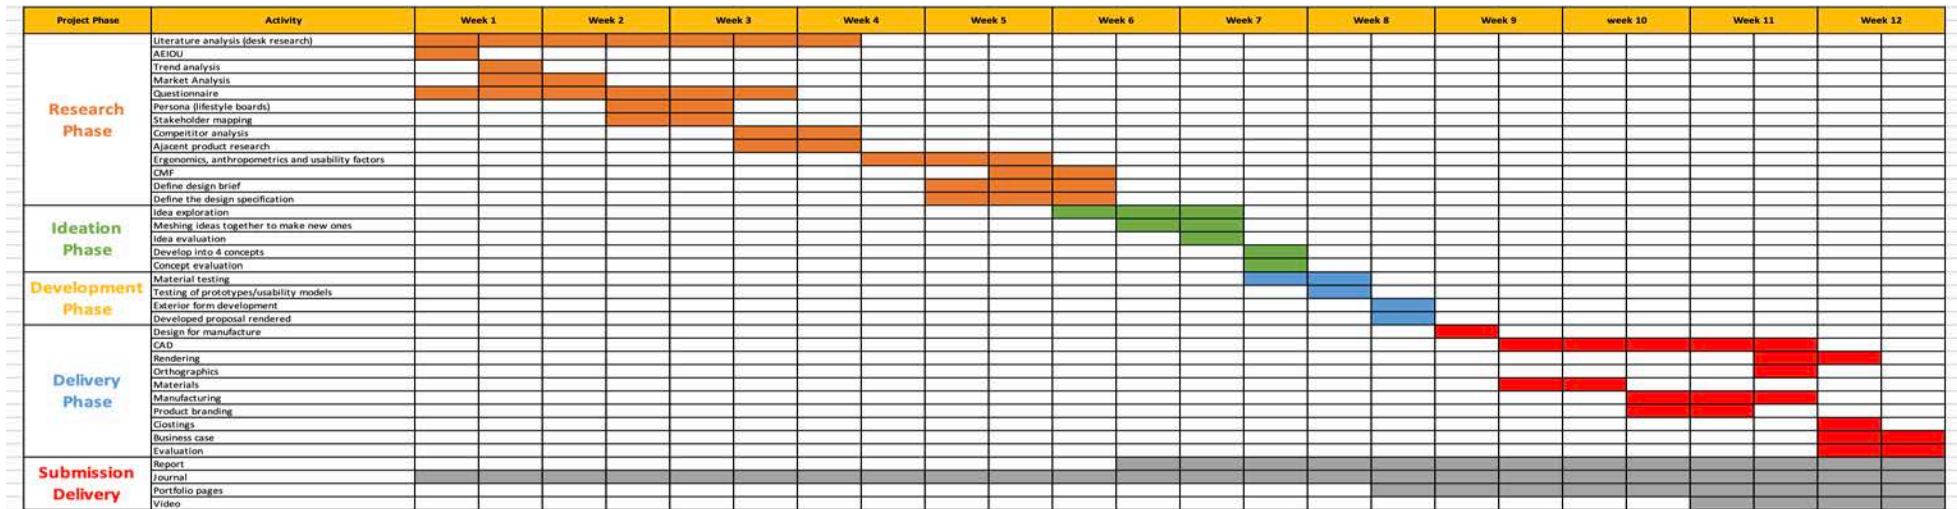 Project Phase Activity Week 1 Week 2 Week 3 Week 4 Week 5 Week 6 Week 7 Week 8 Week 9 week 10 Week 11 Week 12
Research
Phase
Literature analysis (desk research)
AEIOU
Trend analysis
Market Analysis
Questionnaire
Persona (lifestyle boards)
Stakeholder mapping
Compeititor analysis
Ajacent product research
Ergonomics, anthropometrics and usability factors
CMF
Define design brief
Define the design specification
Ideation
Phase
Idea exploration
Meshing ideas together to make new ones
Idea evaluation
Develop into 4 concepts
Concept evaluation
Development
Phase
Material testing
Testing of prototypes/usability models
Exterior form development
Developed proposal rendered
Delivery
Phase
Design for manufacture
CAD
Rendering
Orthographics
Materials
Manufacturing
Product branding
Ciostings
Business case
Evaluation
Submission
Delivery
Report
Journal
Portfolio pages
Video